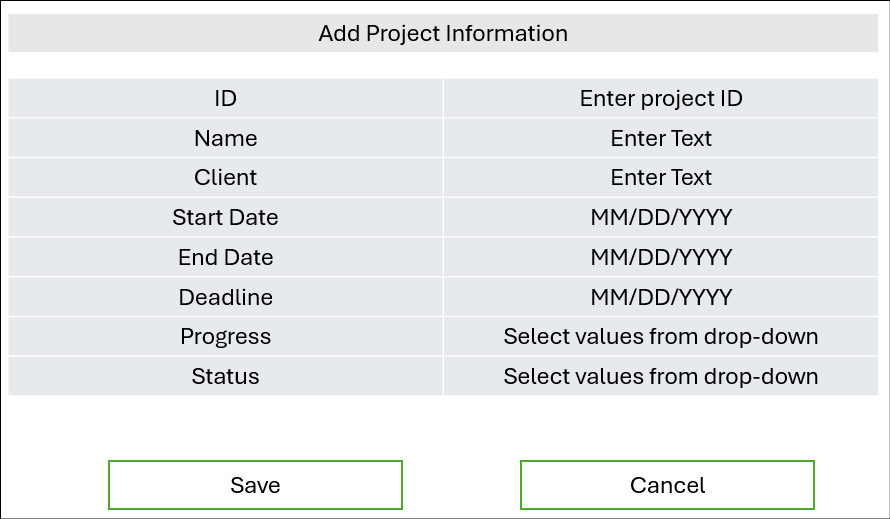 Add Project Information
ID Enter project ID
Name Enter Text
Client Enter Text
Start Date MM/DD/YYYY
End Date MM/DD/YYYY
Deadline MM/DD/YYYY
Progress Select values from drop-down
Status Select values from drop-down
Save Cancel